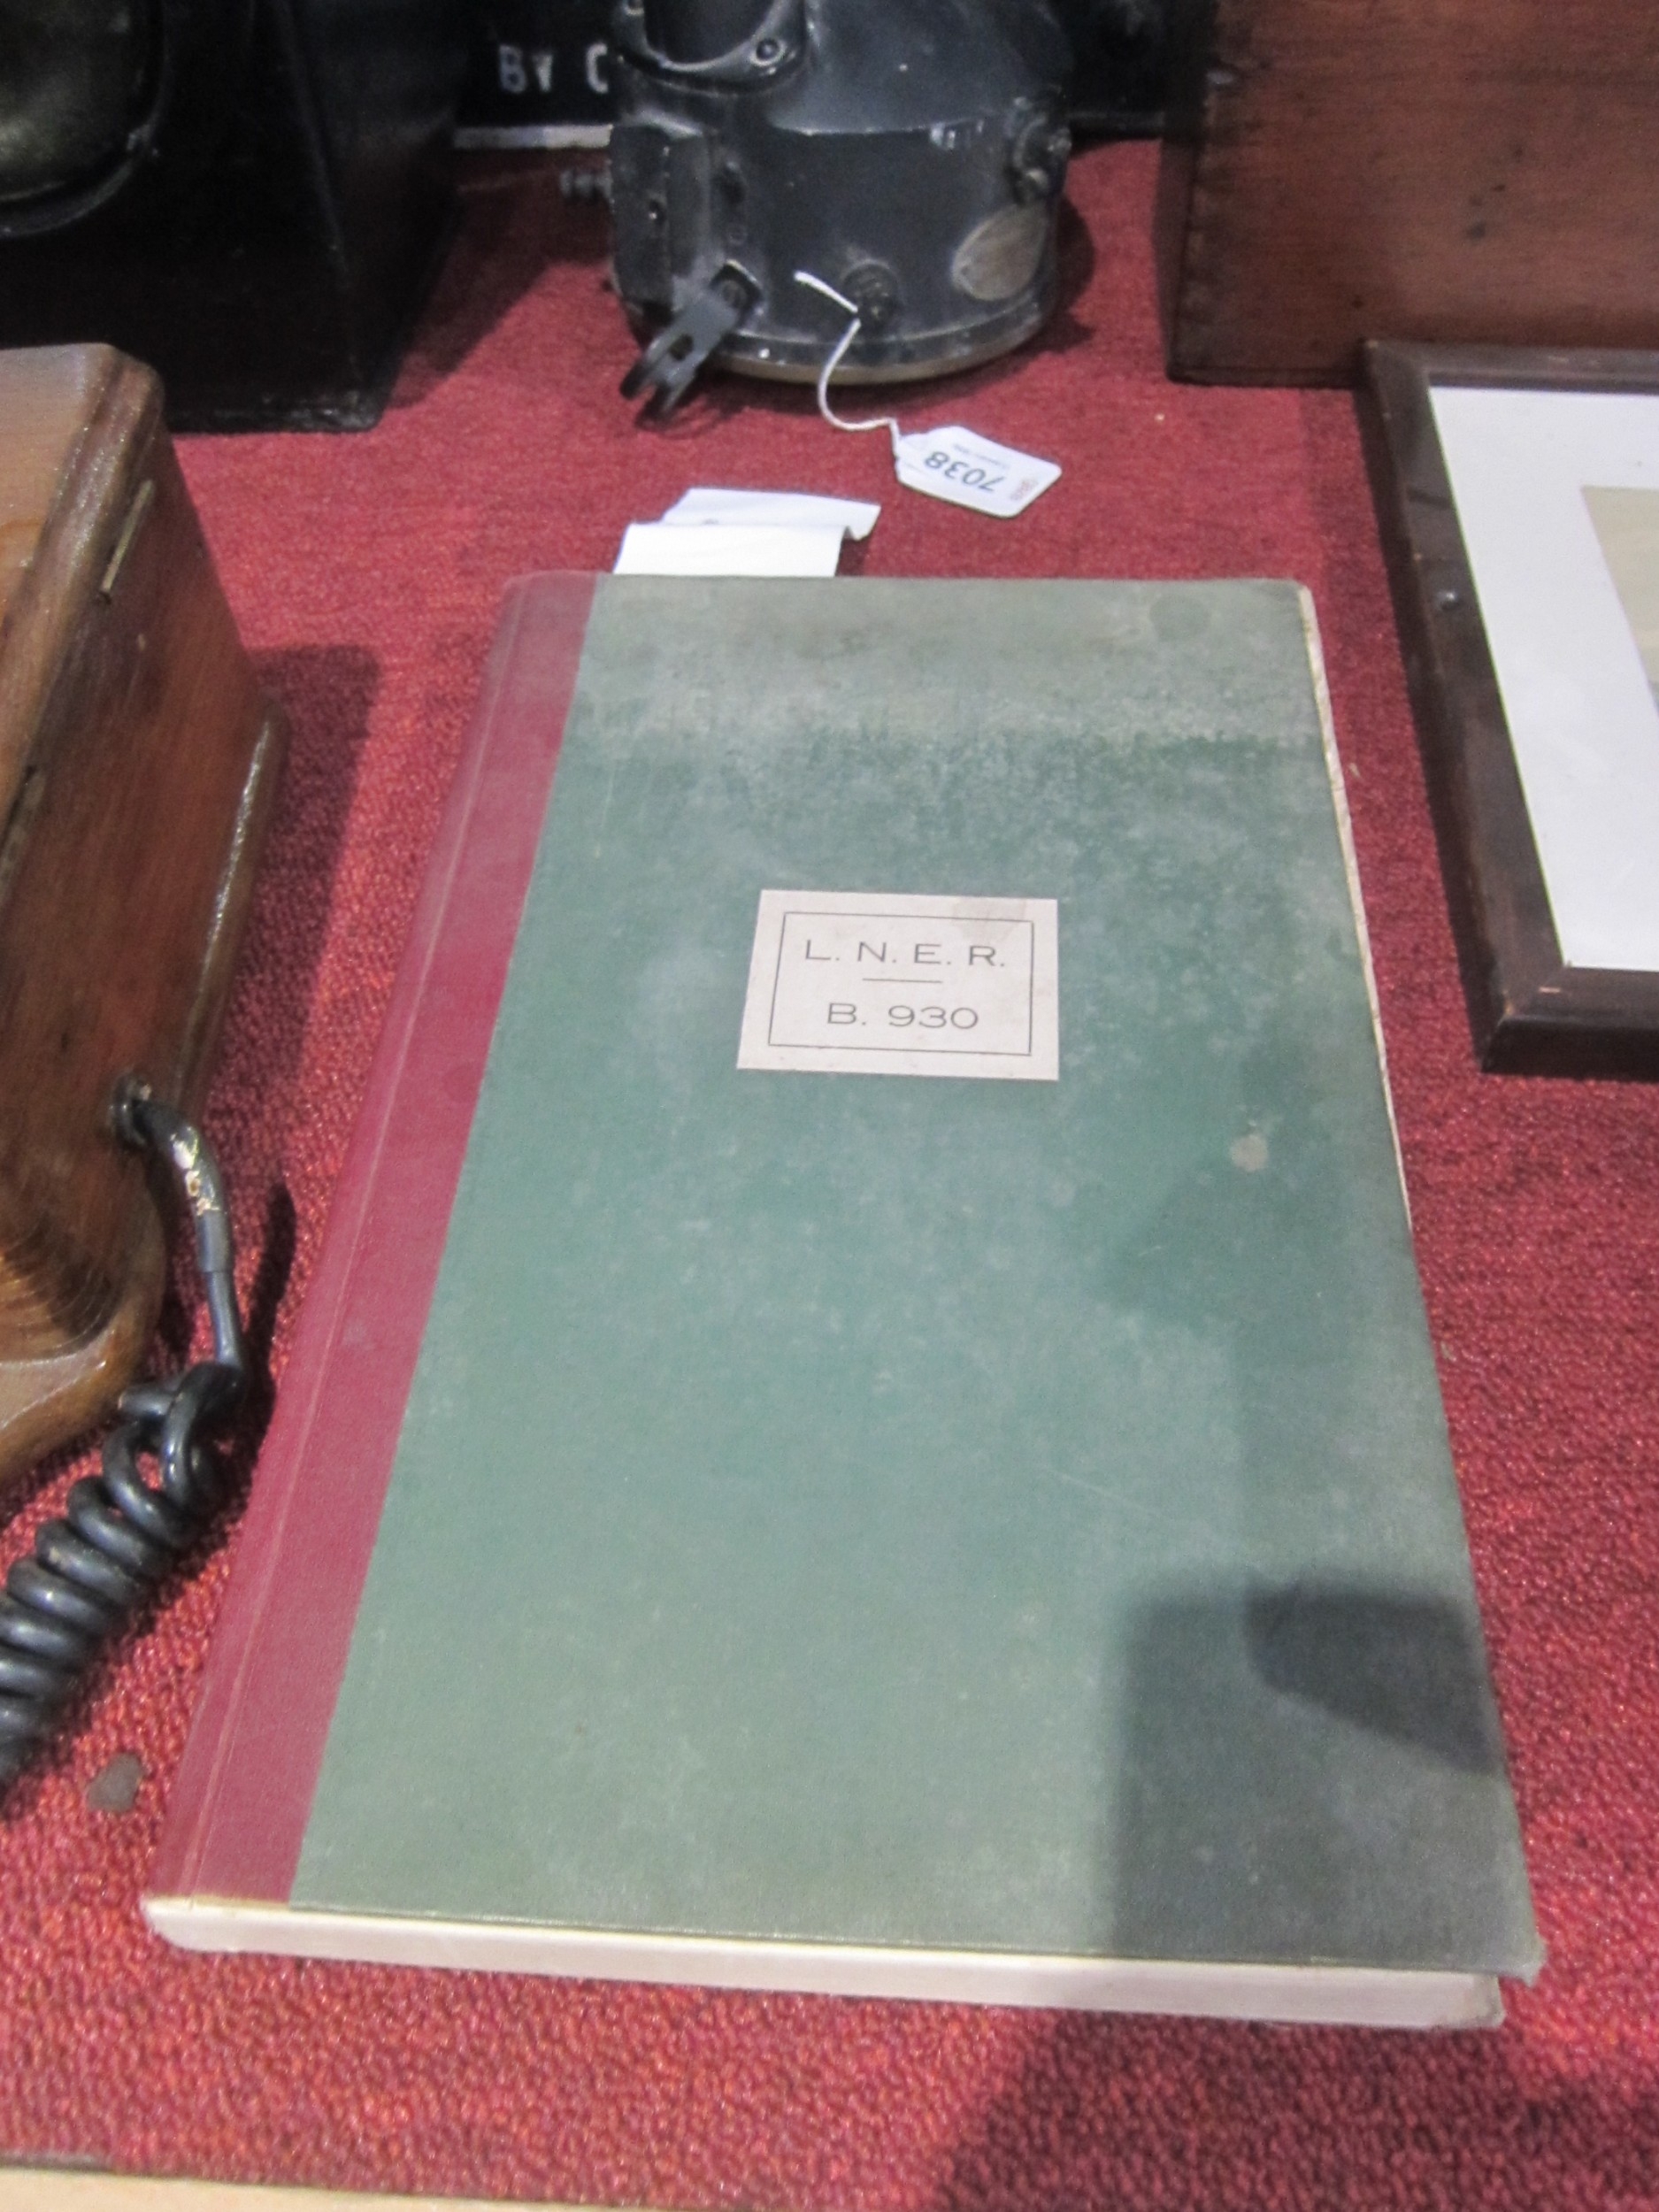 BY C
7038
L. N. E. R.
B. 930